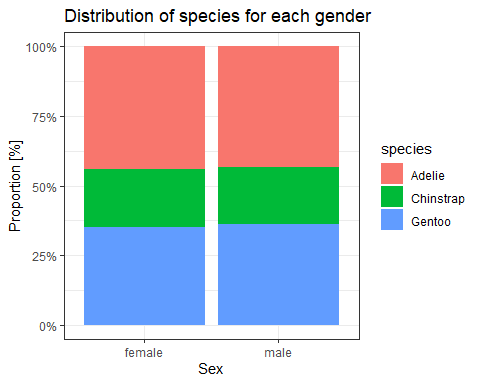 Distribution of species for each gender
Proportion [%]
100%
75%
50%
25%
0%
female
male
Sex
species
Adelie
Chinstrap
Gentoo